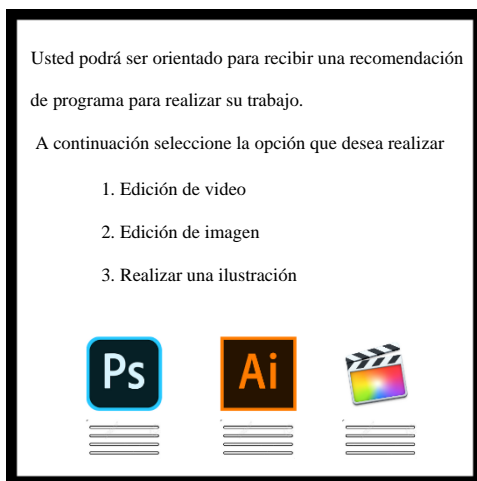 Usted podrá ser orientado para recibir una recomendación
de programa para realizar su trabajo.
A continuación seleccione la opción que desea realizar
1. Edición de video
2. Edición de imagen
3. Realizar una ilustración
Ps Ai